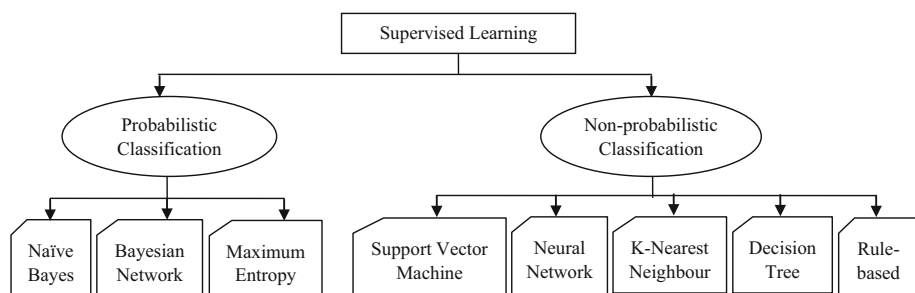 Supervised Learning
Probabilistic
Classification
Non-probabilistic
Classification
Naïve
Bayes
Bayesian
Network
Maximum
Entropy
Support Vector
Machine
Neural
Network
K-Nearest
Neighbour
Decision
Tree
Rule-
based